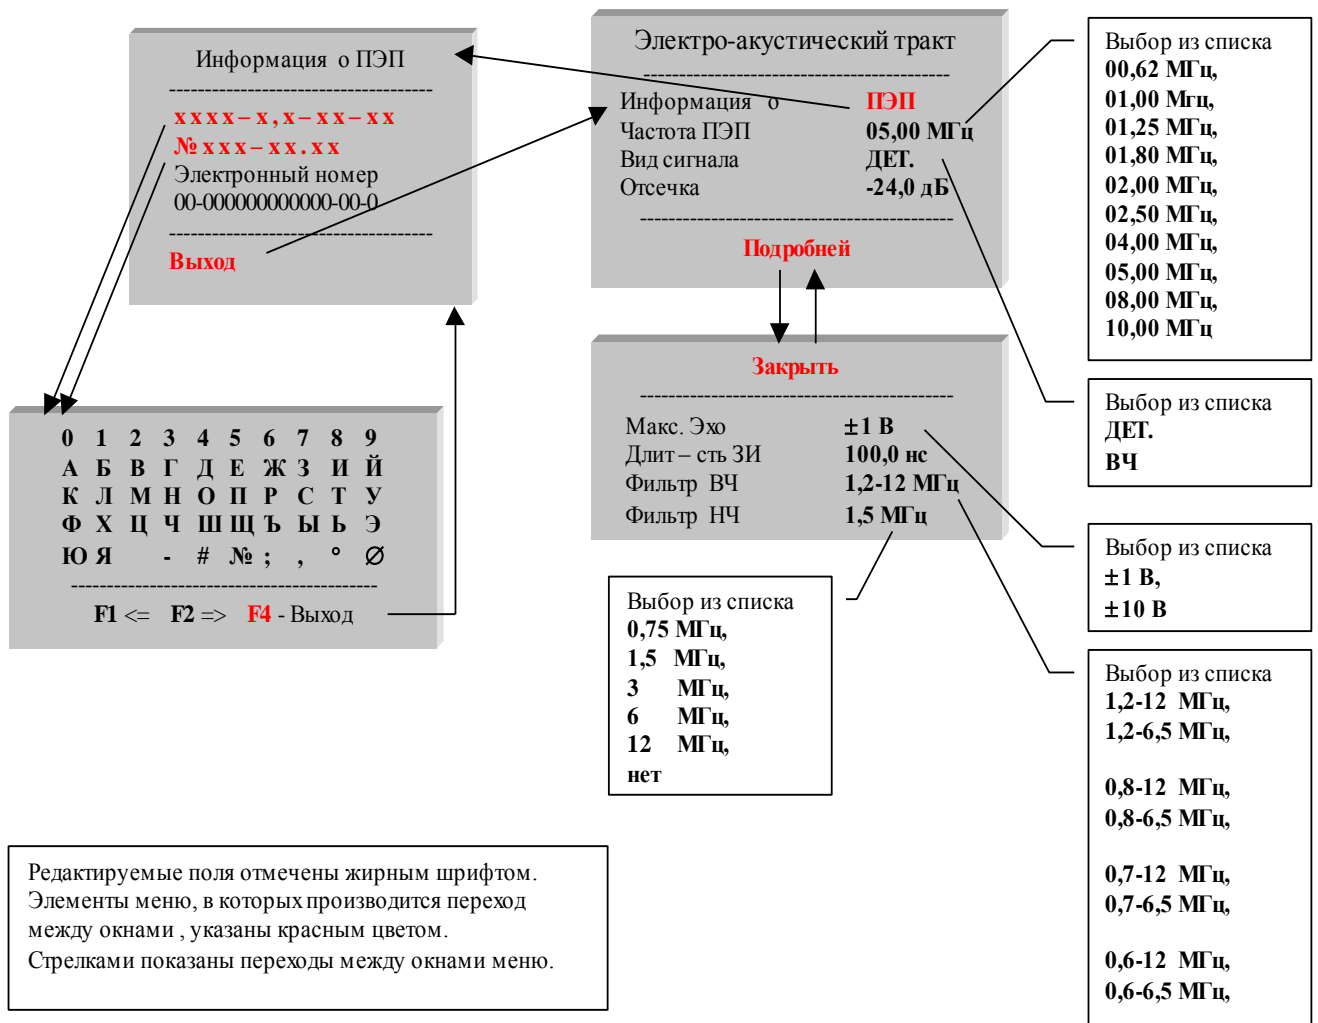 Информация о ПЭП
------------------------------------
xxxx–x,x–xx–xx
№xxx–xx.xx
Электронный номер
00-000000000000-00-0
------------------------------------
Выход
Электро-акустический тракт
------------------------------------------
Информация о ПЭП
Частота ПЭП 05,00 МГц
Вид сигнала ДЕТ.
Отсечка -24,0 дБ
-------------------------------------------
Подробней
Закрыть
-------------------------------------------
Макс. Эхо ±1 В
Длит – сть ЗИ 100,0 нс
Фильтр ВЧ 1,2-12 МГц
Фильтр НЧ 1,5 МГц
0 1 2 3 4 5 6 7 8 9
А Б В Г Д Е Ж З И Й
К Л М Н О П Р С Т У
Ф Х Ц Ч Ш Щ Ъ Ы Ь Э
Ю Я - # № ; , ° ∅
------------------------------------------
F1 <= F2 => F4 - Выход
Выбор из списка
00,62 МГц,
01,00 Мгц,
01,25 МГц,
01,80 МГц,
02,00 МГц,
02,50 МГц,
04,00 МГц,
05,00 МГц,
08,00 МГц,
10,00 МГц
Выбор из списка
ДЕТ.
ВЧ
Выбор из списка
±1 В,
±10 В
Выбор из списка
0,75 МГц,
1,5 МГц,
3 МГц,
6 МГц,
12 МГц,
нет
Выбор из списка
1,2-12 МГц,
1,2-6,5 МГц,
0,8-12 МГц,
0,8-6,5 МГц,
0,7-12 МГц,
0,7-6,5 МГц,
0,6-12 МГц,
0,6-6,5 МГц,
Редактируемые поля отмечены жирным шрифтом.
Элементы меню, в которых производится переход
между окнами , указаны красным цветом.
Стрелками показаны переходы между окнами меню.